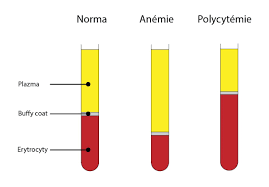 Norma Anémie Polycytémie
Plazma
Buffy coat
Erytrocyty